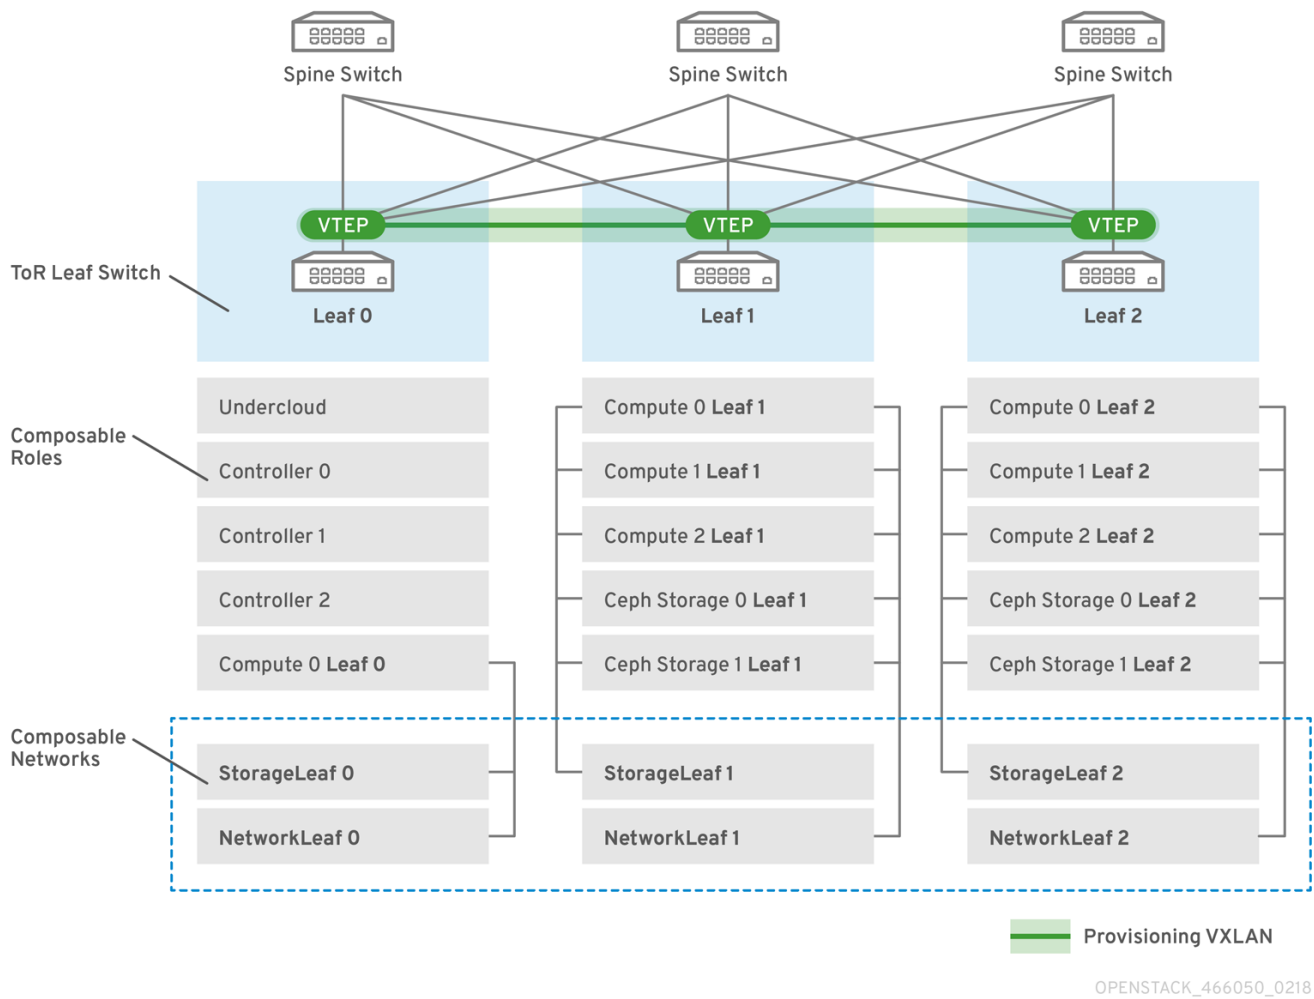 Spine Switch
Spine Switch
Spine Switch
VTEP
VTEP
VTEP
ToR Leaf Switch
Leaf 0
Leaf 1
Leaf 2
Composable
Roles
Undercloud
Controller 0
Controller 1
Controller 2
Compute 0 Leaf 0
Compute 0 Leaf 1
Compute 1 Leaf 1
Compute 2 Leaf 1
Ceph Storage 0 Leaf 1
Ceph Storage 1 Leaf 1
Compute 0 Leaf 2
Compute 1 Leaf 2
Compute 2 Leaf 2
Ceph Storage 0 Leaf 2
Ceph Storage 1 Leaf 2
Composable
Networks
StorageLeaf 0
NetworkLeaf 0
StorageLeaf 1
NetworkLeaf 1
StorageLeaf 2
NetworkLeaf 2
Provisioning VXLAN
OPENSTACK_466050_0218